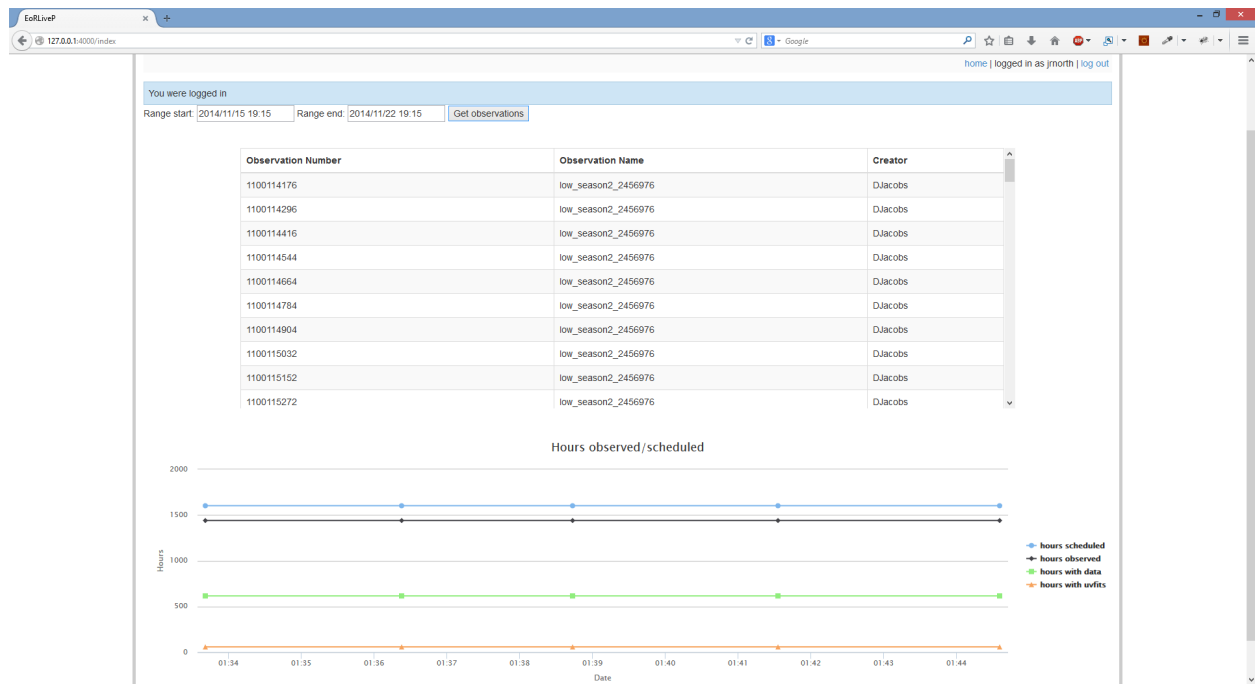 EoRLiveP
127.0.0.1:4000/index
Google
home | logged in as jrnorth | log out
You were logged in
Range start: 2014/11/15 19:15 Range end: 2014/11/22 19:15 Get observations
Observation Number Observation Name Creator
1100114176 low_season2_2456976 DJacobs
1100114296 low_season2_2456976 DJacobs
1100114416 low_season2_2456976 DJacobs
1100114544 low_season2_2456976 DJacobs
1100114664 low_season2_2456976 DJacobs
1100114784 low_season2_2456976 DJacobs
1100114904 low_season2_2456976 DJacobs
1100115032 low_season2_2456976 DJacobs
1100115152 low_season2_2456976 DJacobs
1100115272 low_season2_2456976 DJacobs
Hours observed/scheduled
2000
1500
1000
500
0
Hours
hours scheduled
hours observed
hours with data
hours with uvfits
01:34 01:35 01:36 01:37 01:38 01:39 01:40 01:41 01:42 01:43 01:44
Date